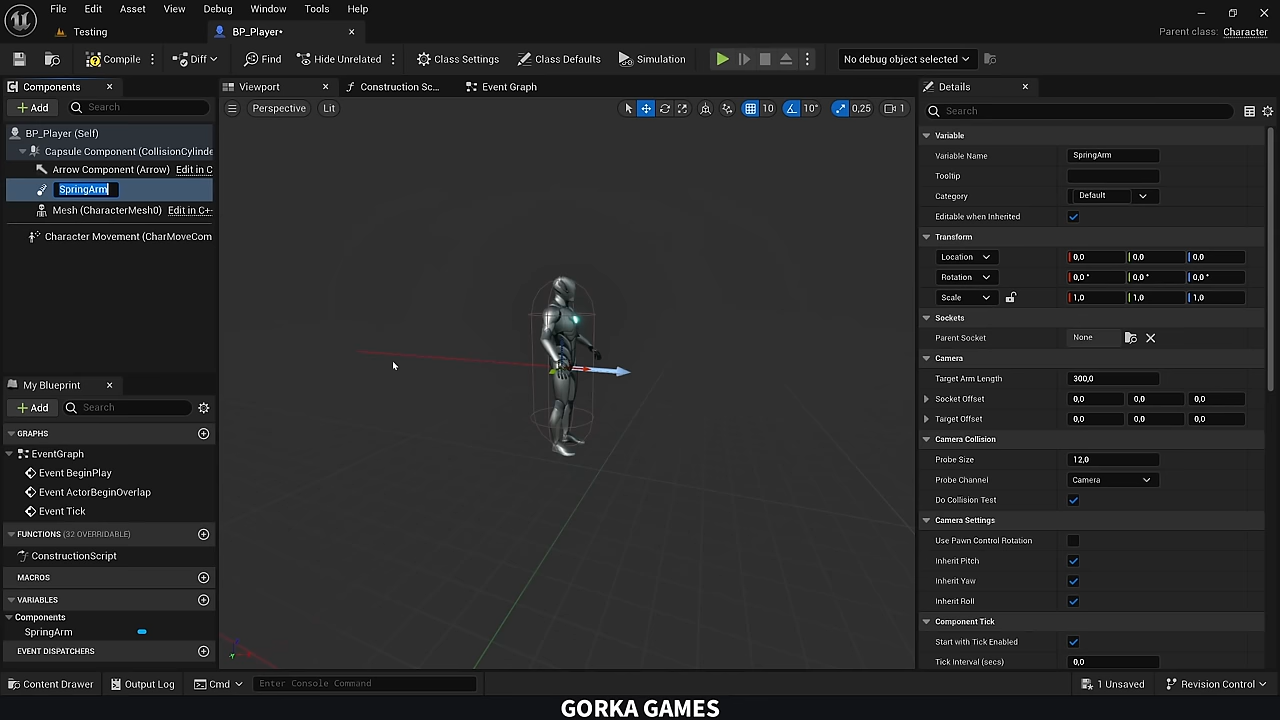 File Edit Asset View Debug Window Tools Help
Testing
BP_Player•
Parent class: Character
Compile
Diff
Find
Hide Unrelated
Class Settings
Class Defaults
Simulation
No debug object selected
Components
Add
Search
BP_Player (Self)
Capsule Component (CollisionCylinde
Arrow Component (Arrow) Edit in C
SpringArm
Mesh (CharacterMesh0) Edit in C++
Character Movement (CharMoveCom
My Blueprint
Add
Search
GRAPHS
EventGraph
Event BeginPlay
Event ActorBeginOverlap
Event Tick
FUNCTIONS (32 OVERRIDABLE)
ConstructionScript
MACROS
VARIABLES
Components
SpringArm
EVENT DISPATCHERS
Viewport
Construction Sc...
Event Graph
Perspective
Lit
10
10°
0,25
1
Details
Search
Variable
Variable Name SpringArm
Tooltip
Category Default
Editable when Inherited
Transform
Location 0,0 0,0 0,0
Rotation 0,0 ° 0,0 ° 0,0 °
Scale 1,0 1,0 1,0
Sockets
Parent Socket None
Camera
Target Arm Length 300,0
Socket Offset 0,0 0,0 0,0
Target Offset 0,0 0,0 0,0
Camera Collision
Probe Size 12,0
Probe Channel Camera
Do Collision Test
Camera Settings
Use Pawn Control Rotation
Inherit Pitch
Inherit Yaw
Inherit Roll
Component Tick
Start with Tick Enabled
Tick Interval (secs) 0,0
Content Drawer
Output Log
Cmd
Enter Console Command
1 Unsaved
Revision Control
GORKA GAMES